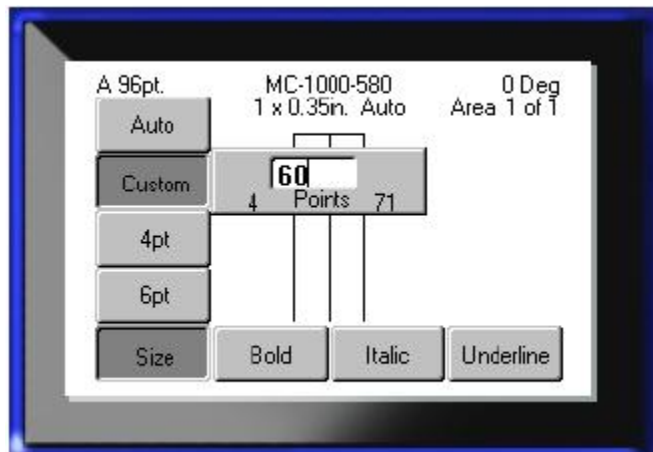 A 96pt. MC-1000-580 0 Deg
1 x 0.35in. Auto Area 1 of 1
Auto
60
Custom
4 Points 71
4pt
6pt
Size Bold Italic Underline